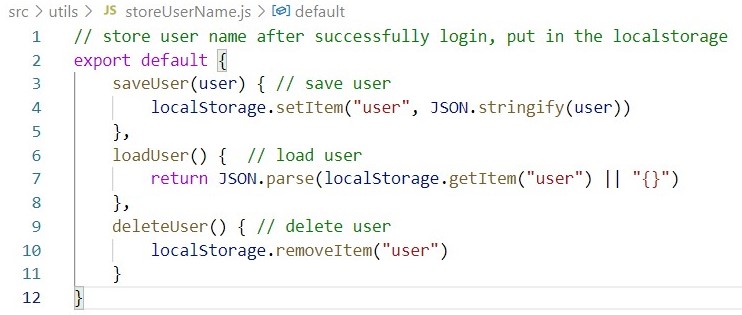 src > utils > JS storeUserName.js > default
1 // store user name after successfully login, put in the localstorage
2 export default {
3     saveUser(user) { // save user
4         localStorage.setItem("user", JSON.stringify(user))
5     },
6     loadUser() {  // load user
7         return JSON.parse(localStorage.getItem("user") || "{}")
8     },
9     deleteUser() { // delete user
10         localStorage.removeItem("user")
11     }
12 }